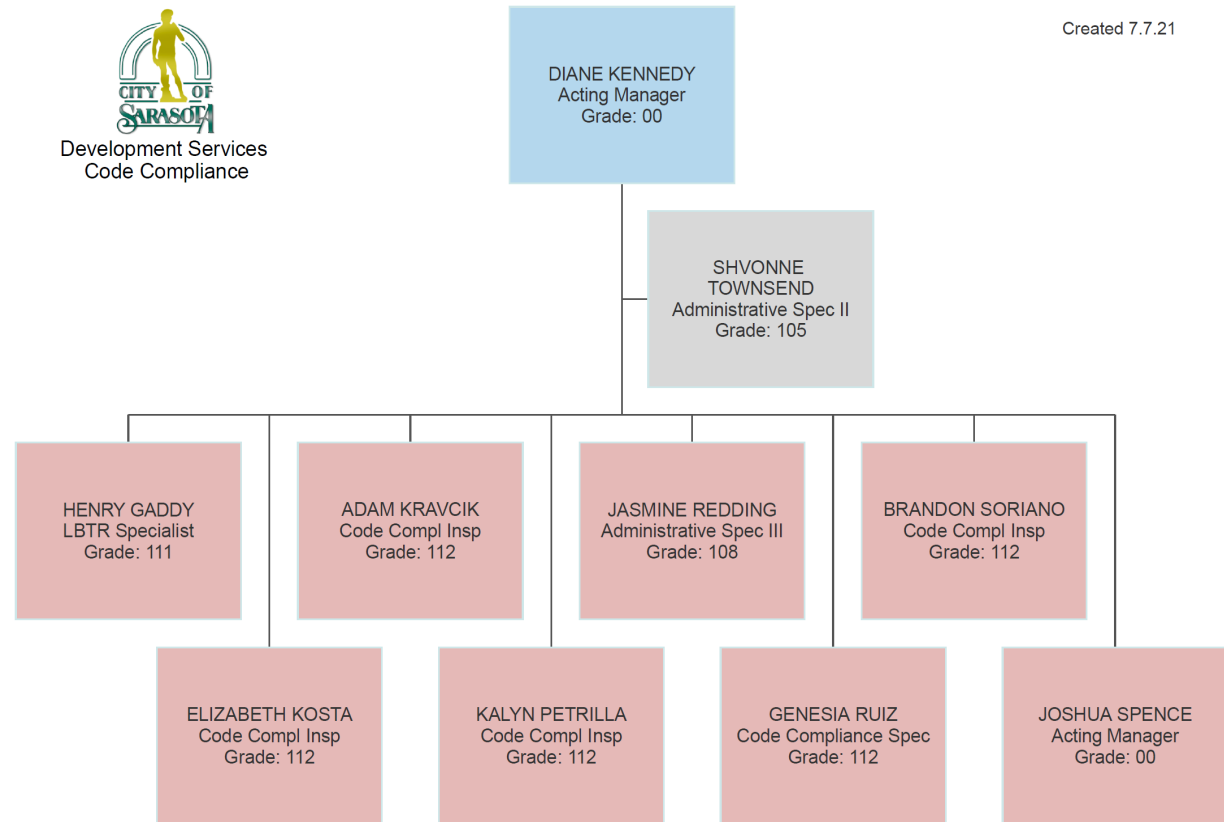 CITY OF
SARASOTA
Development Services
Code Compliance
Created 7.7.21
DIANE KENNEDY
Acting Manager
Grade: 00
SHVONNE
TOWNSEND
Administrative Spec II
Grade: 105
HENRY GADDY
LBTR Specialist
Grade: 111
ADAM KRAVCIK
Code Compl Insp
Grade: 112
JASMINE REDDING
Administrative Spec III
Grade: 108
BRANDON SORIANO
Code Compl Insp
Grade: 112
ELIZABETH KOSTA
Code Compl Insp
Grade: 112
KALYN PETRILLA
Code Compl Insp
Grade: 112
GENESIA RUIZ
Code Compliance Spec
Grade: 112
JOSHUA SPENCE
Acting Manager
Grade: 00